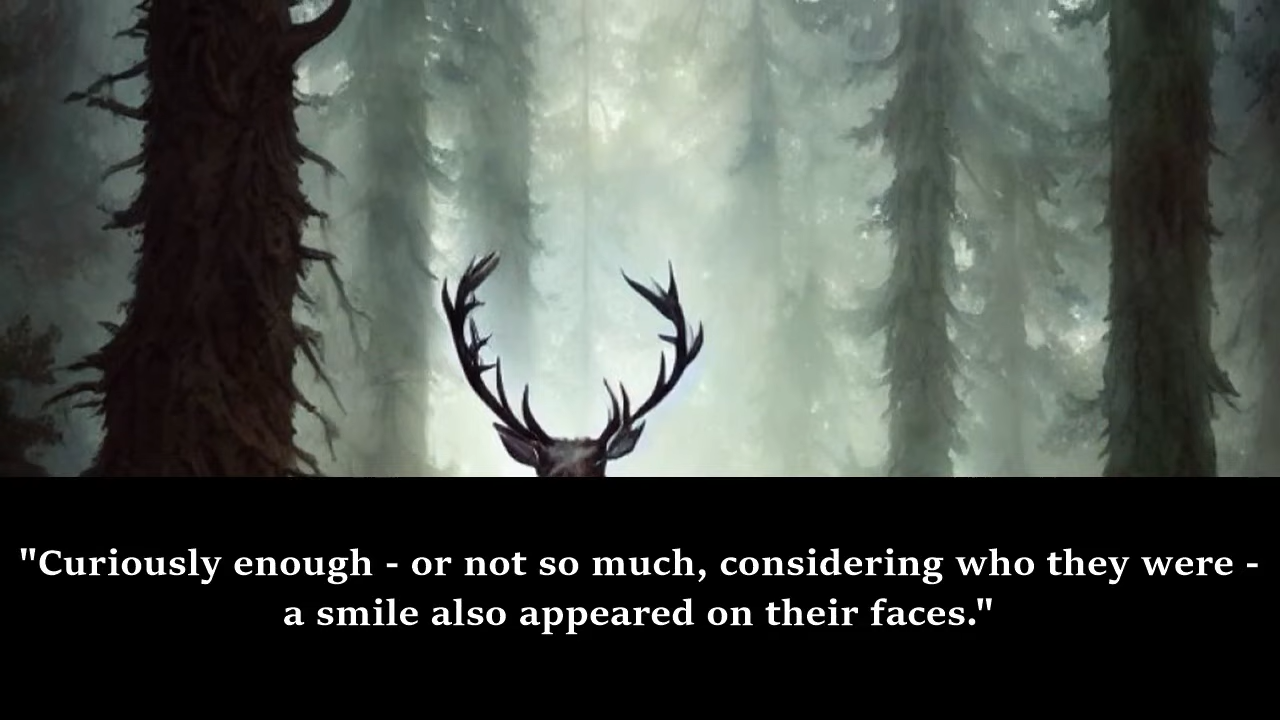 "Curiously enough - or not so much, considering who they were -
a smile also appeared on their faces."